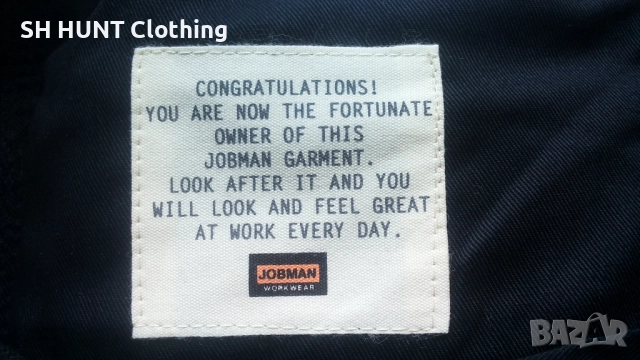 SH HUNT Clothing
CONGRATULATIONS!
YOU ARE NOW THE FORTUNATE
OWNER OF THIS
JOBMAN GARMENT.
LOOK AFTER IT AND YOU
WILL LOOK AND FEEL GREAT
AT WORK EVERY DAY.
JOBMAN
WORKWEAR
BAZAR